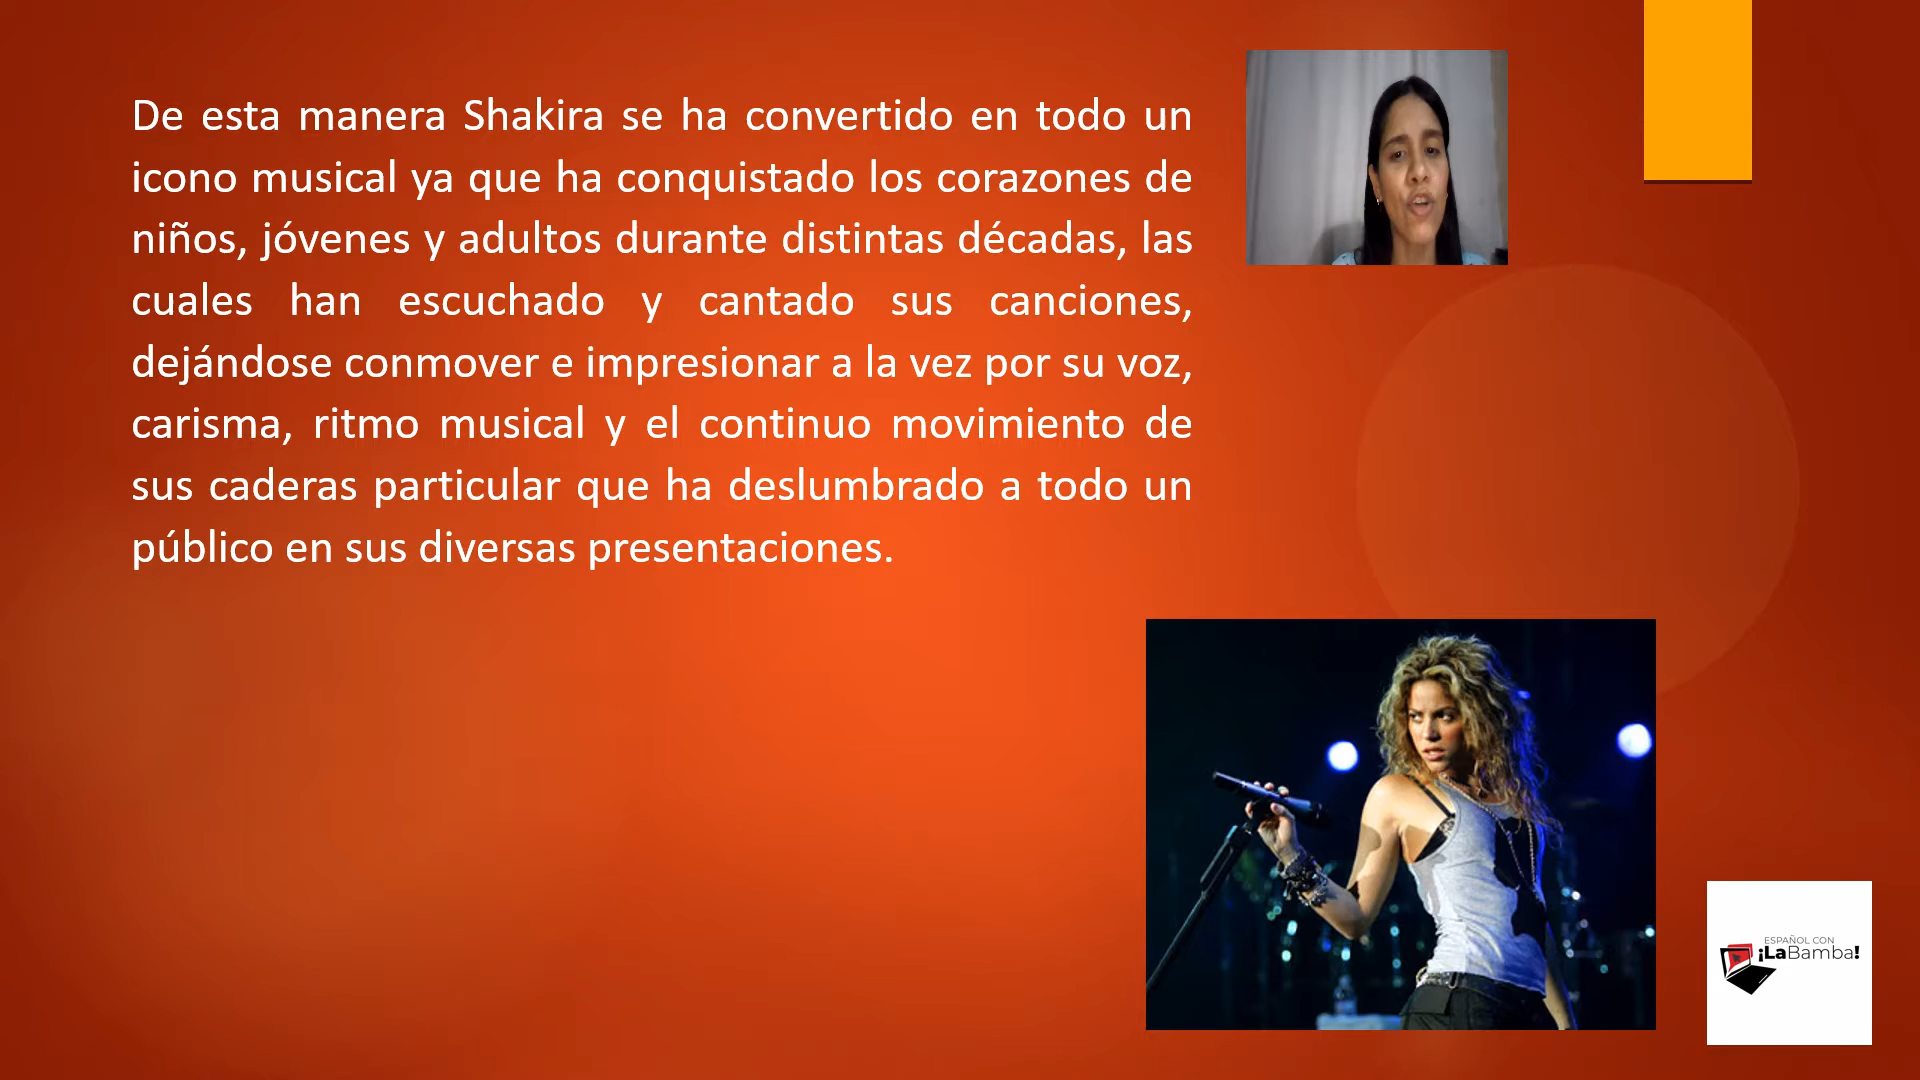 De esta manera Shakira se ha convertido en todo un
icono musical ya que ha conquistado los corazones de
niños, jóvenes y adultos durante distintas décadas, las
cuales han escuchado y cantado sus canciones,
dejándose conmover e impresionar a la vez por su voz,
carisma, ritmo musical y el continuo movimiento de
sus caderas particular que ha deslumbrado a todo un
público en sus diversas presentaciones.
ESPAÑOL CON
¡LaBamba!